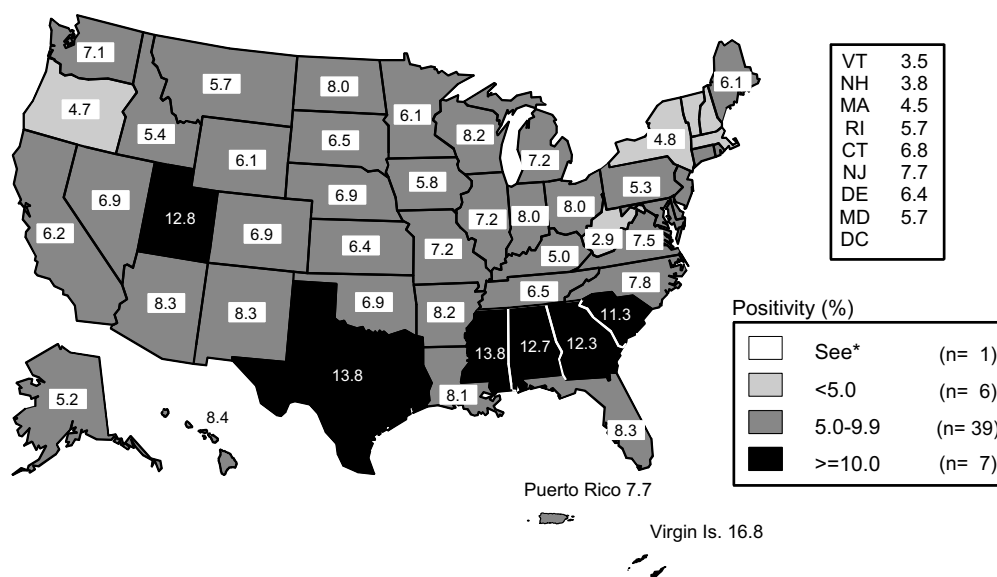 7.1
5.7
8.0
6.1
6.1
4.7
5.4
6.5
8.2
4.8
7.2
6.1
5.8
5.3
6.9
6.9
12.8
6.9
7.2
8.0
8.0
6.2
6.4
7.2
2.9
7.5
5.0
7.8
8.3
8.3
6.9
8.2
6.5
11.3
13.8
13.8
12.7
12.3
5.2
8.1
8.4
8.3
VT 3.5
NH 3.8
MA 4.5
RI 5.7
CT 6.8
NJ 7.7
DE 6.4
MD 5.7
DC
Positivity (%)
See* (n= 1)
<5.0 (n= 6)
5.0-9.9 (n= 39)
>=10.0 (n= 7)
Puerto Rico 7.7
Virgin Is. 16.8